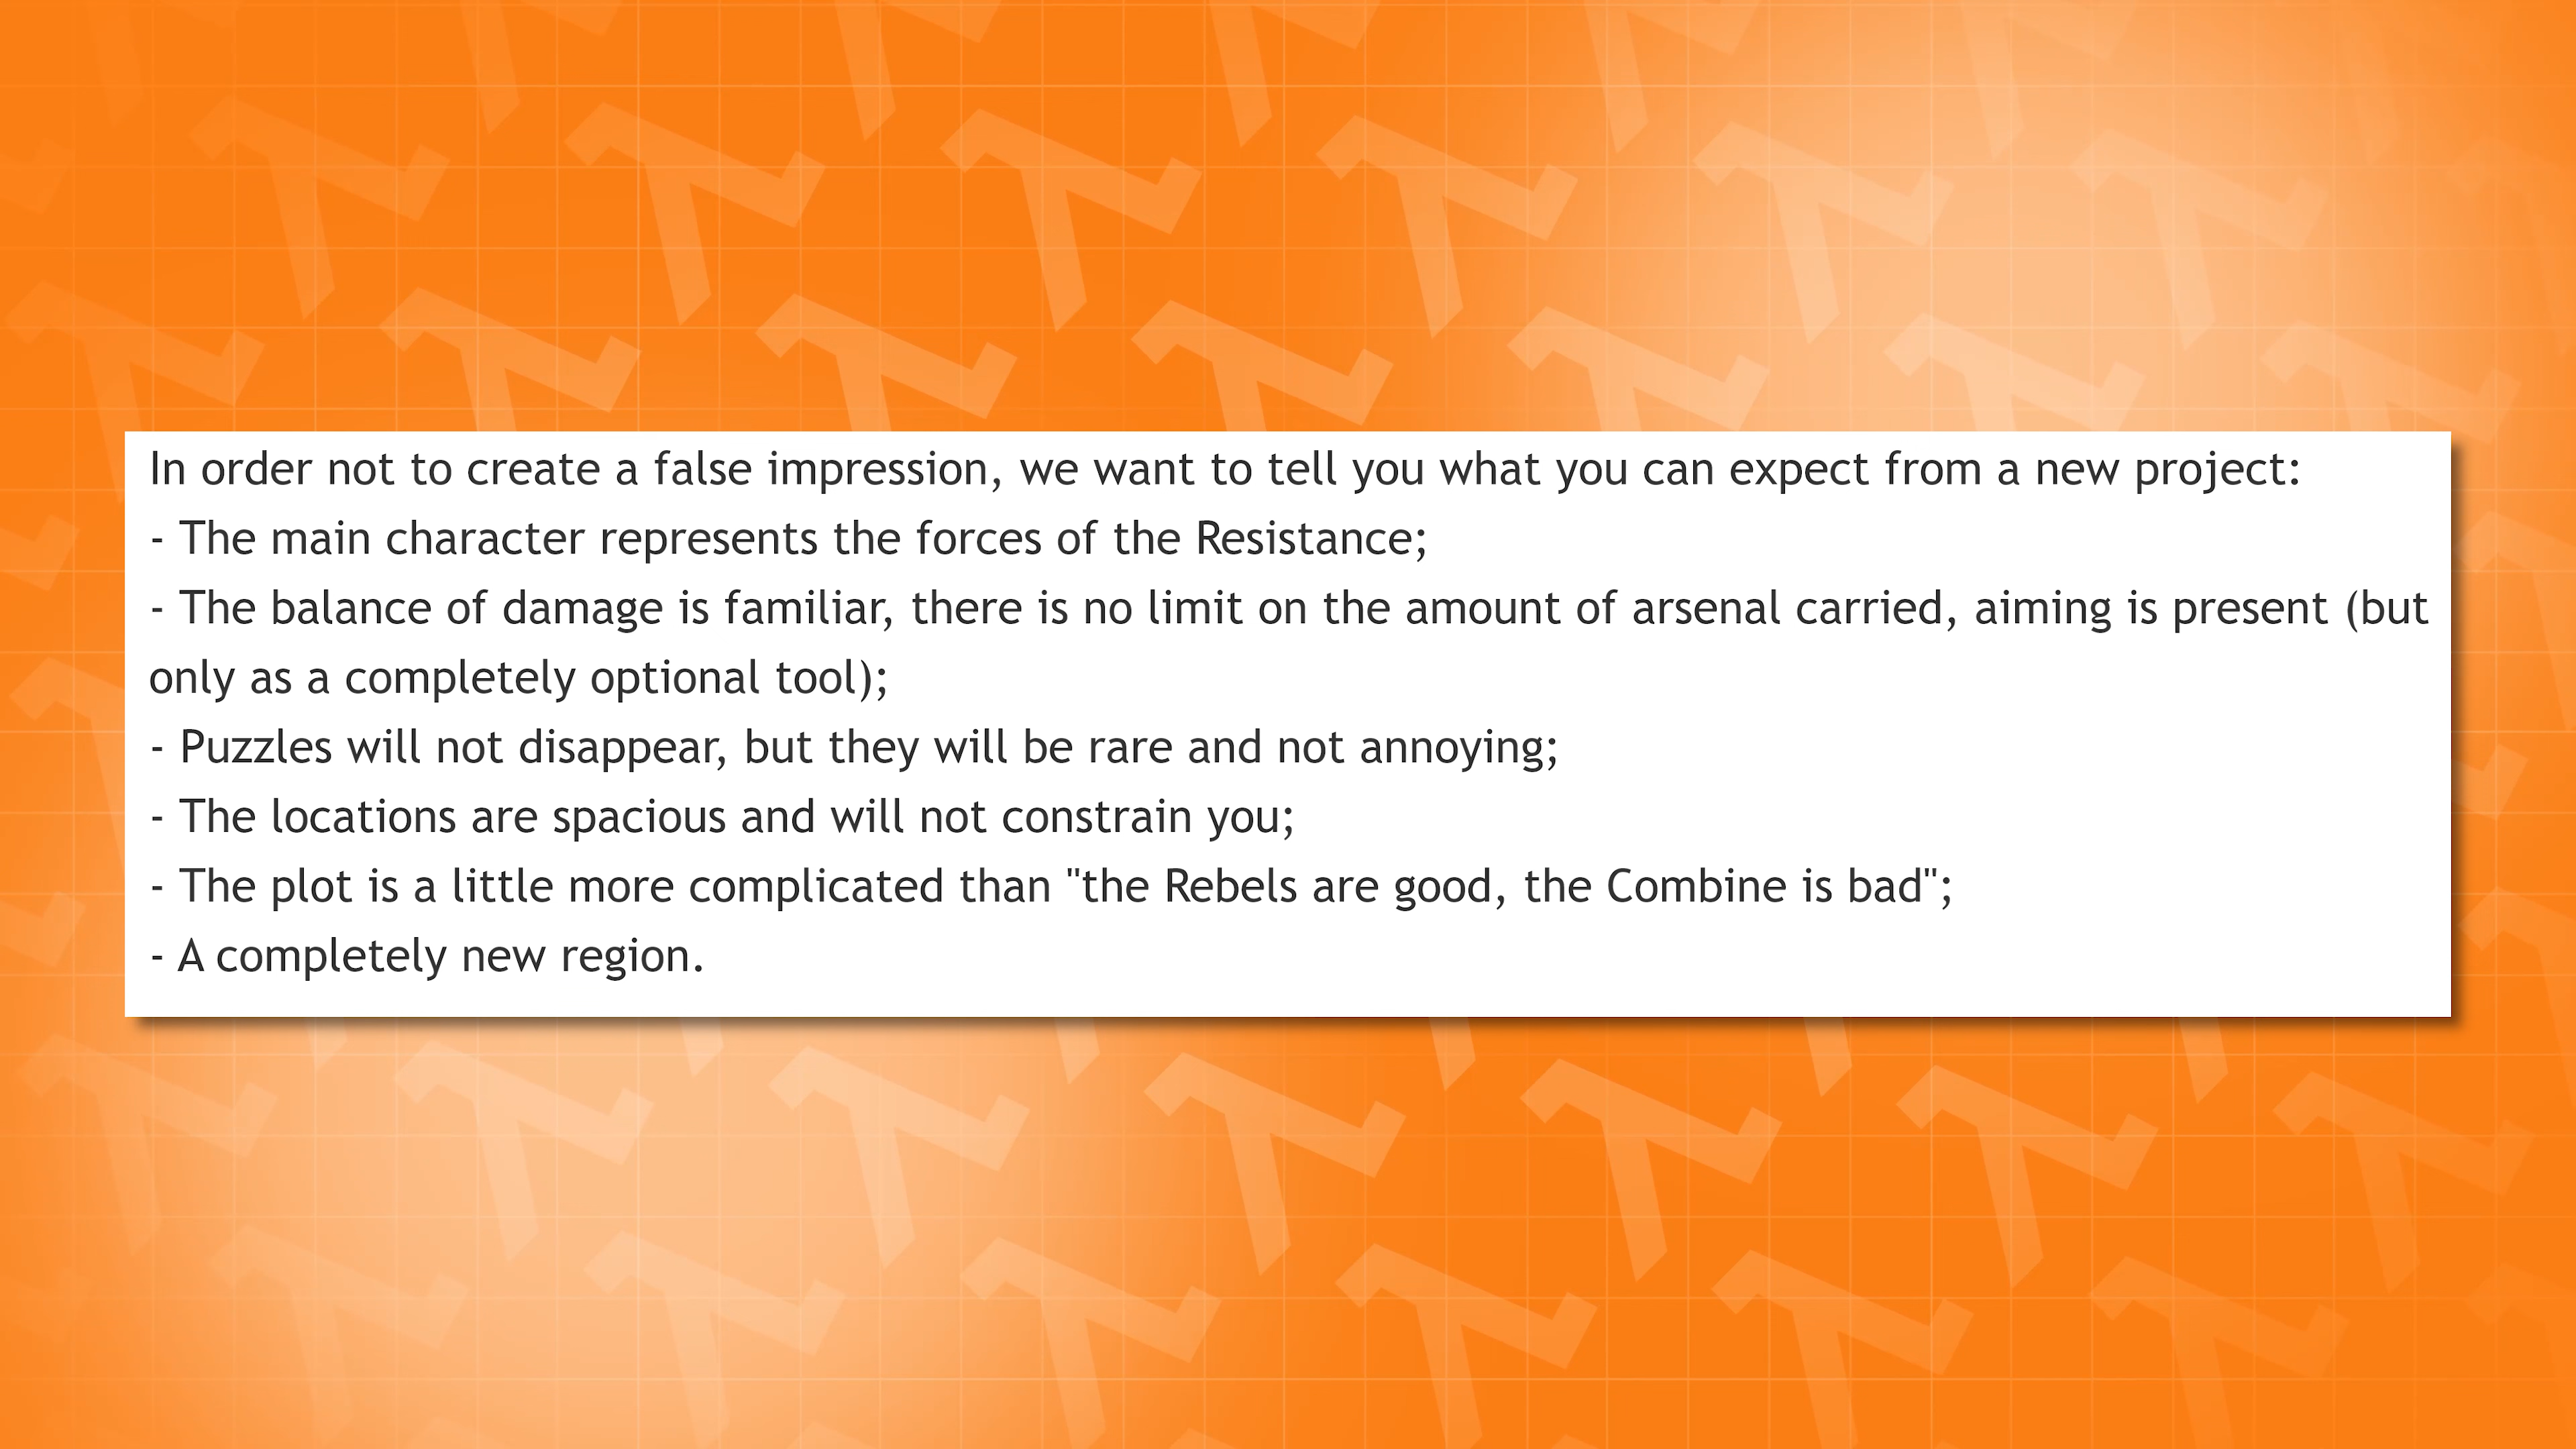 In order not to create a false impression, we want to tell you what you can expect from a new project:
- The main character represents the forces of the Resistance;
- The balance of damage is familiar, there is no limit on the amount of arsenal carried, aiming is present (but
only as a completely optional tool);
- Puzzles will not disappear, but they will be rare and not annoying;
- The locations are spacious and will not constrain you;
- The plot is a little more complicated than "the Rebels are good, the Combine is bad";
- A completely new region.